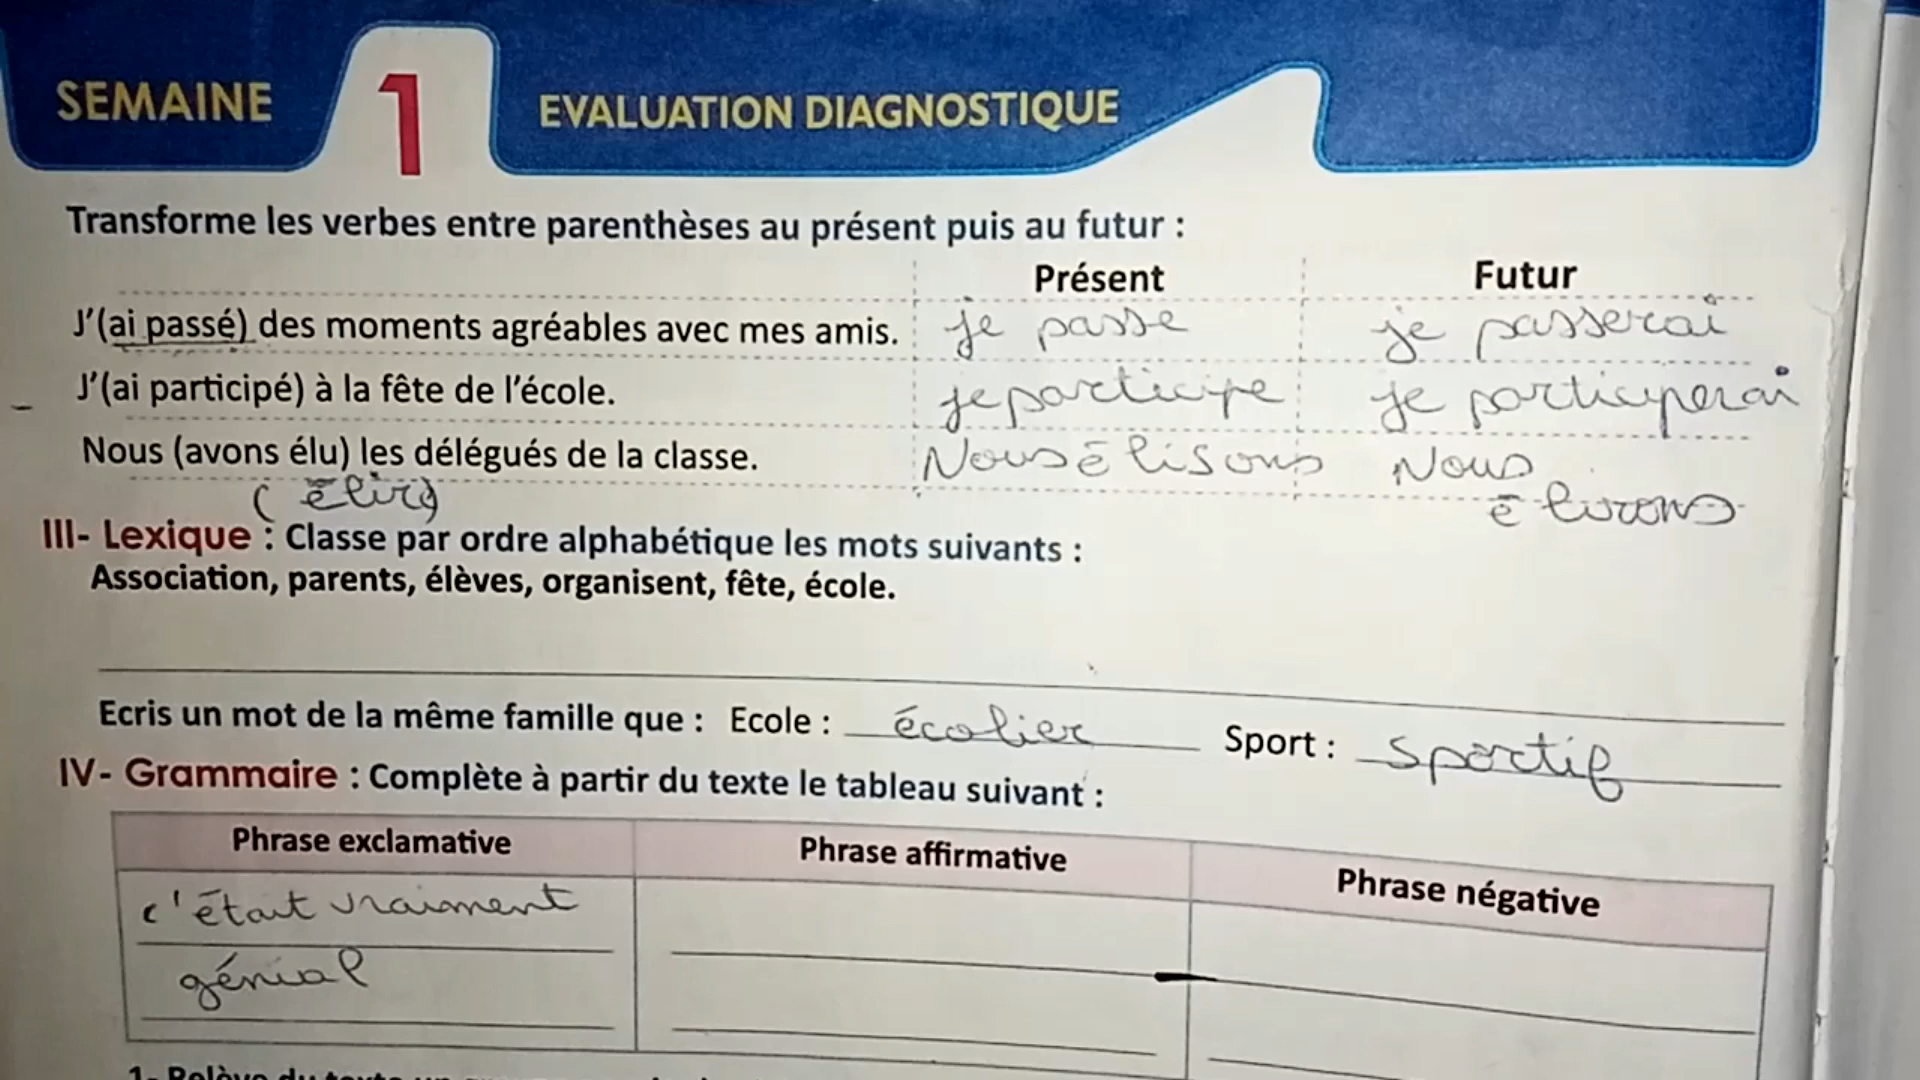 SEMAINE 1 EVALUATION DIAGNOSTIQUE
Transforme les verbes entre parenthèses au présent puis au futur :
Présent Futur
J'(ai passé) des moments agréables avec mes amis. je passe je passerai
J'(ai participé) à la fête de l'école. je participe je participerai
Nous (avons élu) les délégués de la classe. Nous élisons Nous
(élire) élirons
III- Lexique : Classe par ordre alphabétique les mots suivants :
Association, parents, élèves, organisent, fête, école.
Ecris un mot de la même famille que : Ecole : écolier Sport : sportif
IV- Grammaire : Complète à partir du texte le tableau suivant :
Phrase exclamative Phrase affirmative Phrase négative
c'était vraiment
génial
1- Relève du texte un